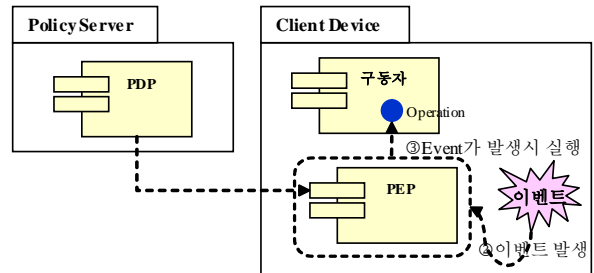 Policy Server
Client Device
PDP
구동자
Operation
③Event가 발생시 실행
PEP
이벤트
②이벤트 발생